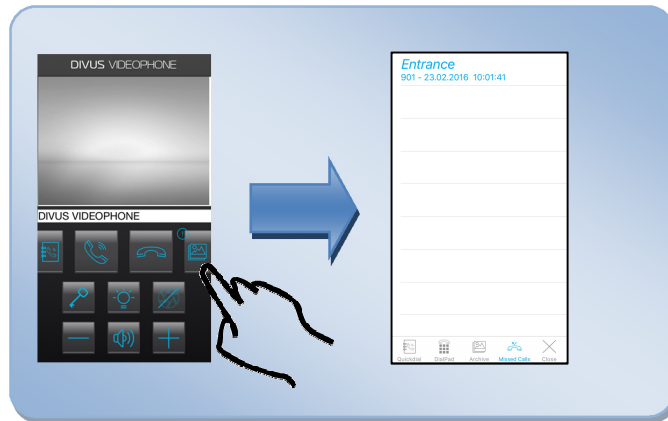 DIVUS VIDEOPHONE
DIVUS VIDEOPHONE
Entrance
901 - 23.02.2016 10:01:41
Quickdial DialPad Archive Missed Calls Close